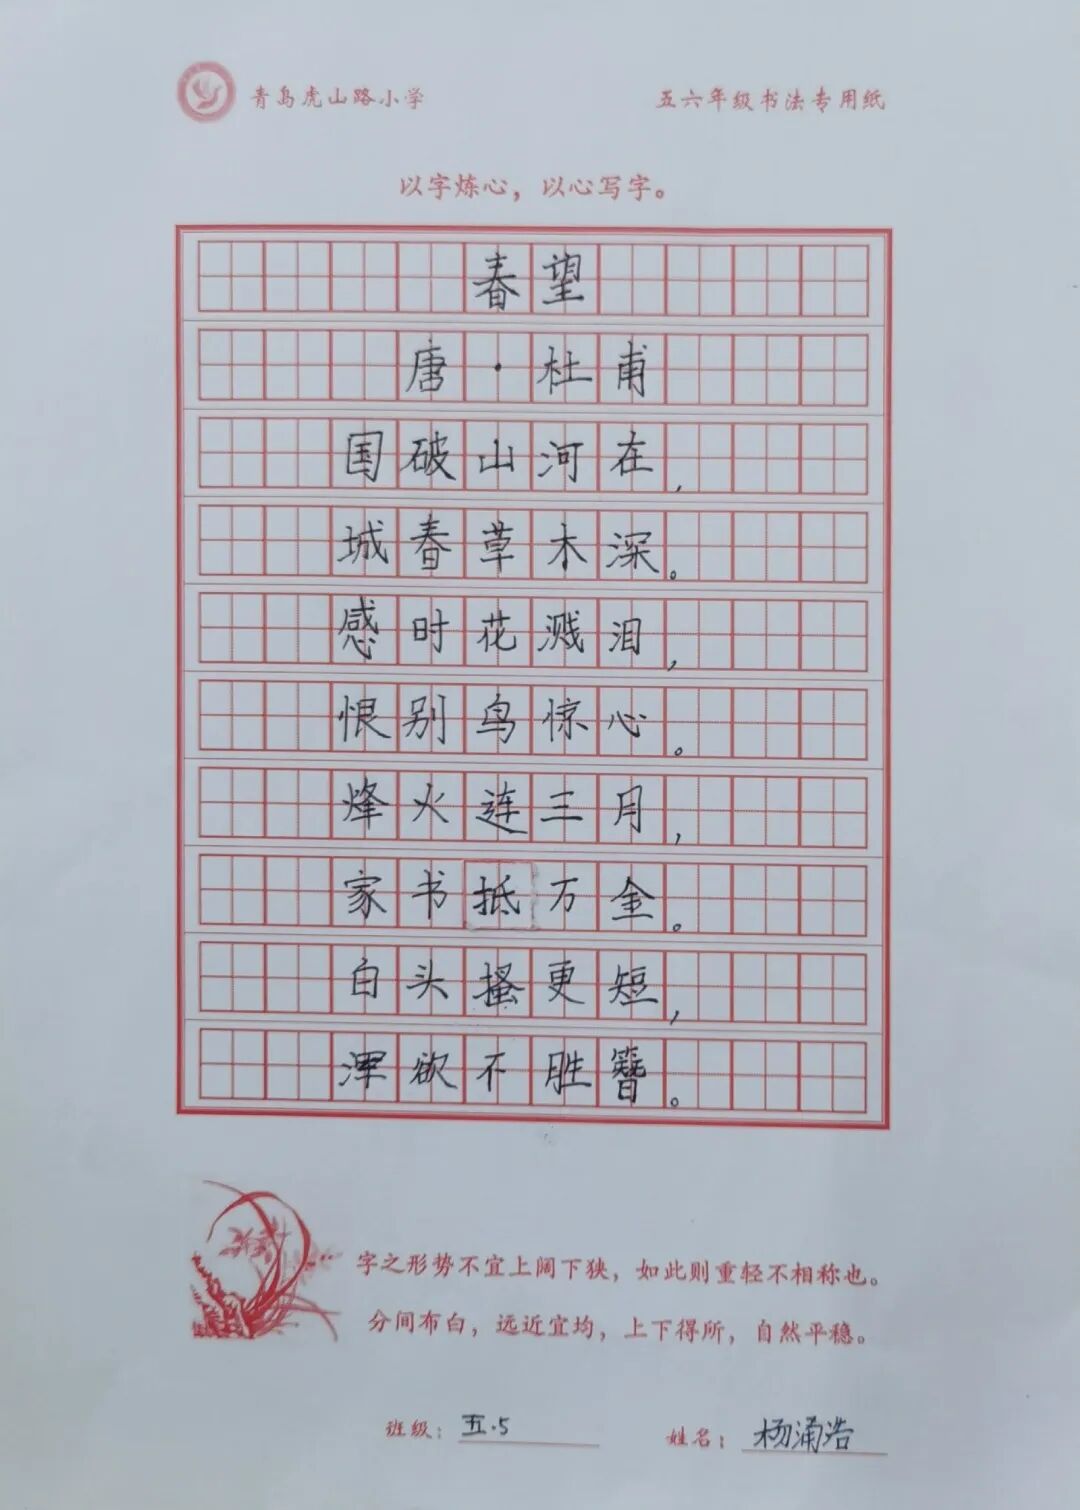 青岛虎山路小学 五六年级书法专用纸
以字炼心，以心写字。
春望
唐·杜甫
国破山河在，
城春草木深。
感时花溅泪，
恨别鸟惊心。
烽火连三月，
家书抵万金。
白头搔更短，
浑欲不胜簪。
字之形势不宜上阔下狭，如此则重轻不相称也。
分间布白，远近宜均，上下得所，自然平稳。
班级：五.5 姓名：杨涌浩